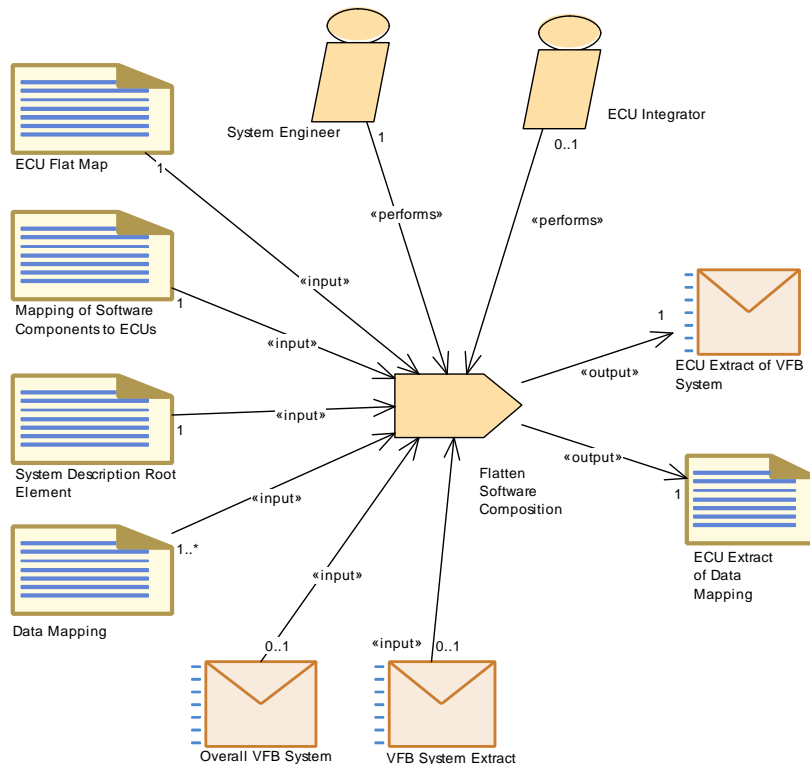 System Engineer
ECU Integrator
1
0..1
ECU Flat Map
1
«performs»
«performs»
«input»
Mapping of Software
Components to ECUs
1
«input»
1
ECU Extract of VFB
System
«output»
System Description Root
Element
1
«input»
Flatten
Software
Composition
«output»
1
ECU Extract
of Data
Mapping
Data Mapping
1..*
«input»
«input»
0..1
Overall VFB System
«input»
0..1
VFB System Extract